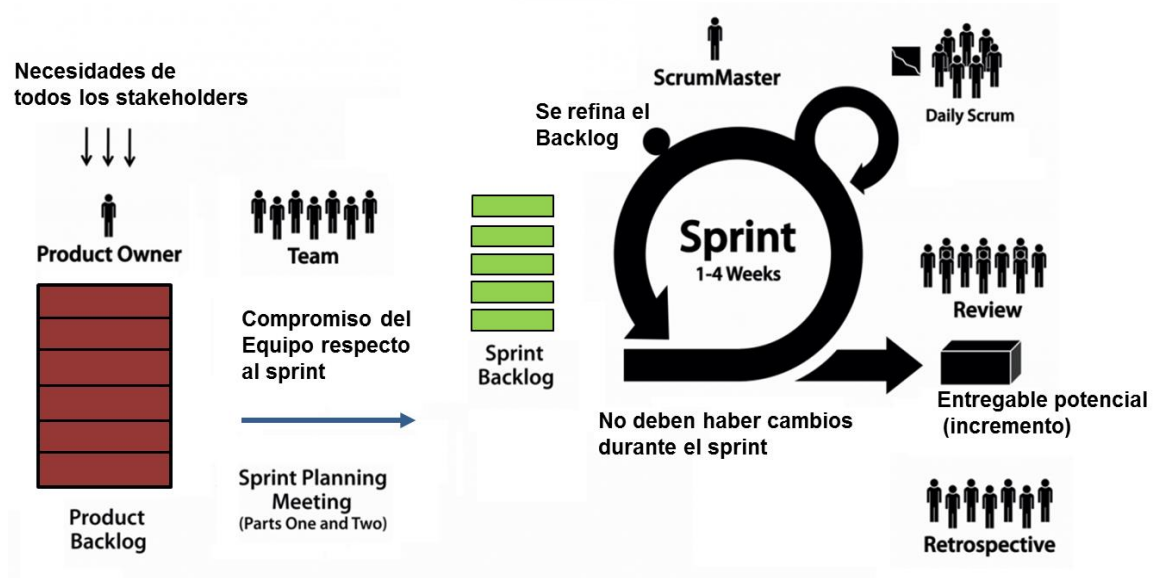 Necesidades de
todos los stakeholders
Product Owner
Product
Backlog
Team
Compromiso del
Equipo respecto
al sprint
Sprint Planning
Meeting
(Parts One and Two)
Sprint
Backlog
Se refina el
Backlog
ScrumMaster
Daily Scrum
Sprint
1-4 Weeks
No deben haber cambios
durante el sprint
Review
Entregable potencial
(incremento)
Retrospective